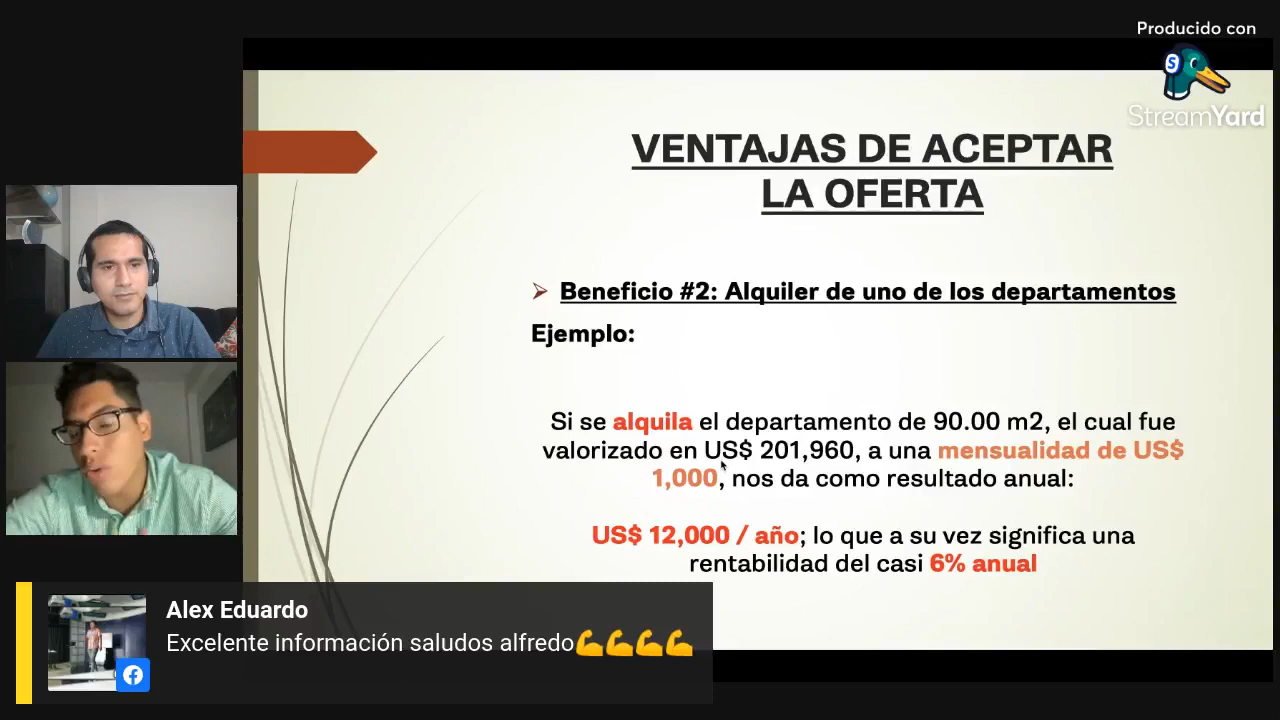 Producido con
StreamYard
VENTAJAS DE ACEPTAR
LA OFERTA
Beneficio #2: Alquiler de uno de los departamentos
Ejemplo:
Si se alquila el departamento de 90.00 m2, el cual fue
valorizado en US$ 201,960, a una mensualidad de US$
1,000, nos da como resultado anual:
US$ 12,000 / año; lo que a su vez significa una
rentabilidad del casi 6% anual
Alex Eduardo
Excelente información saludos alfredo💪💪💪💪